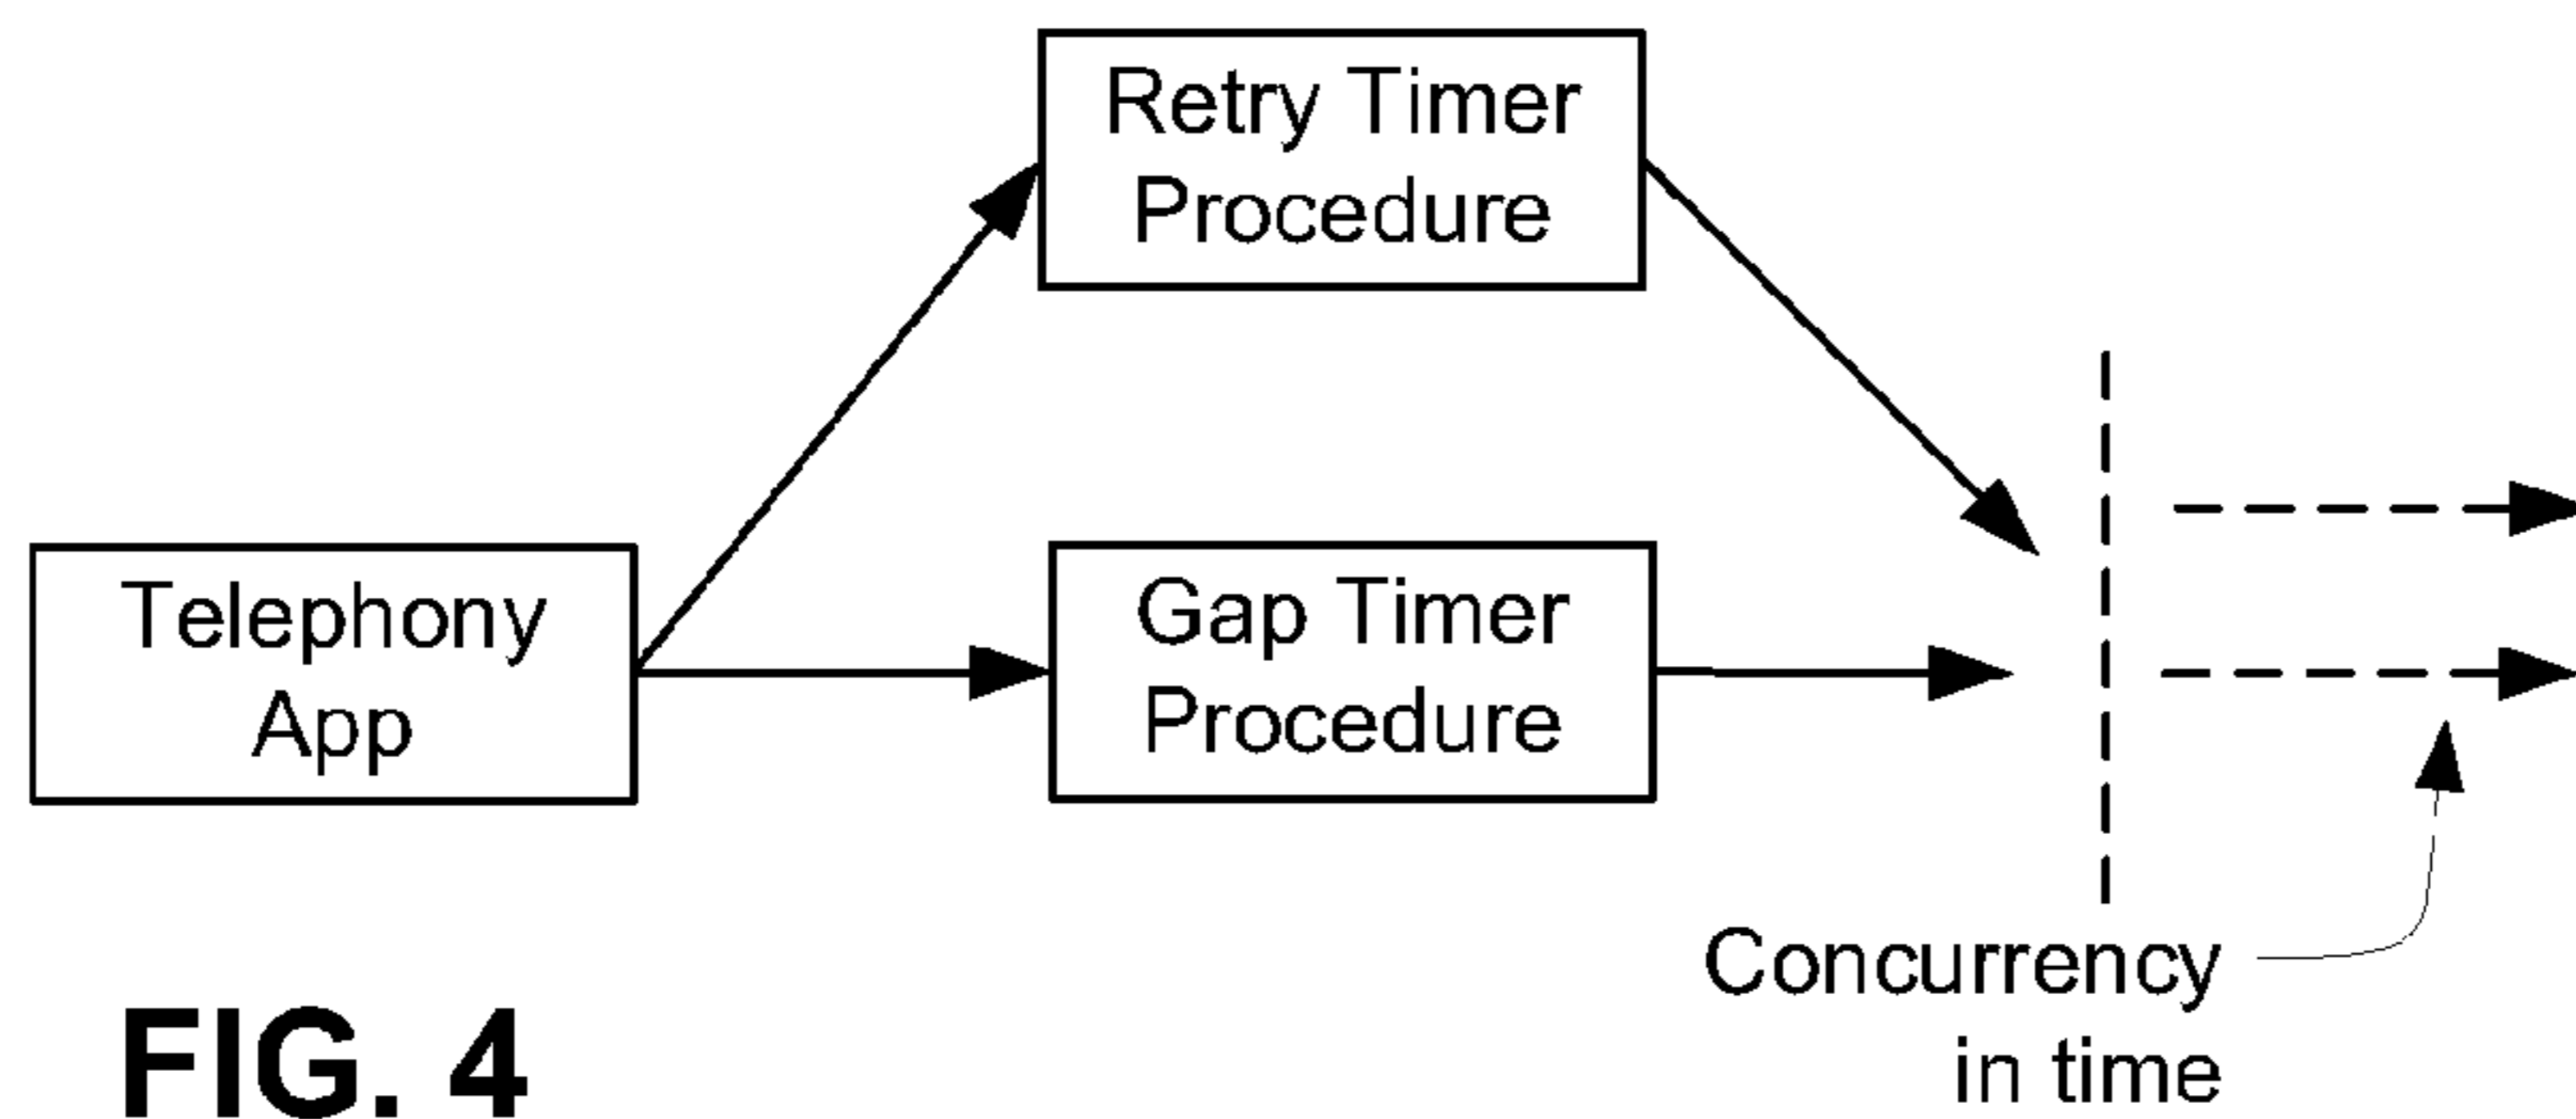 Retry Timer
Procedure
Telephony
App
Gap Timer
Procedure
Concurrency
in time
FIG. 4